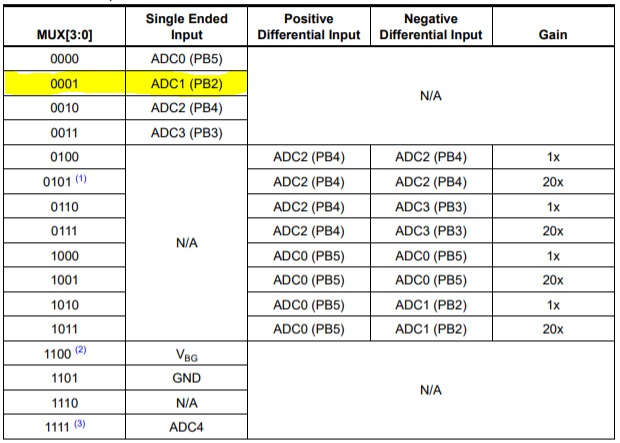 MUX[3:0] Single Ended Input Positive Differential Input Negative Differential Input Gain
0000 ADC0 (PB5)
0001 ADC1 (PB2)
N/A
0010 ADC2 (PB4)
0011 ADC3 (PB3)
0100 ADC2 (PB4) ADC2 (PB4) 1x
0101 (1) ADC2 (PB4) ADC2 (PB4) 20x
0110 ADC2 (PB4) ADC3 (PB3) 1x
0111 ADC2 (PB4) ADC3 (PB3) 20x
N/A
1000 ADC0 (PB5) ADC0 (PB5) 1x
1001 ADC0 (PB5) ADC0 (PB5) 20x
1010 ADC0 (PB5) ADC1 (PB2) 1x
1011 ADC0 (PB5) ADC1 (PB2) 20x
1100 (2) VBG
1101 GND
N/A
1110 N/A
1111 (3) ADC4